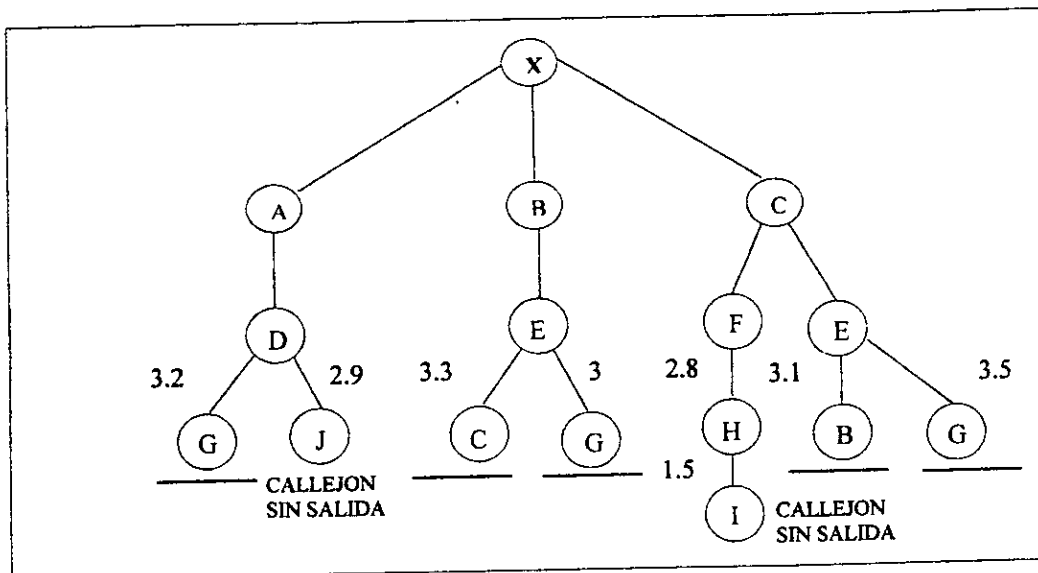 X
A
B
C
D
E
F
E
3.2
2.9
3.3
3
2.8
3.1
3.5
G
J
C
G
H
B
G
CALLEJON
SIN SALIDA
1.5
I
CALLEJON
SIN SALIDA